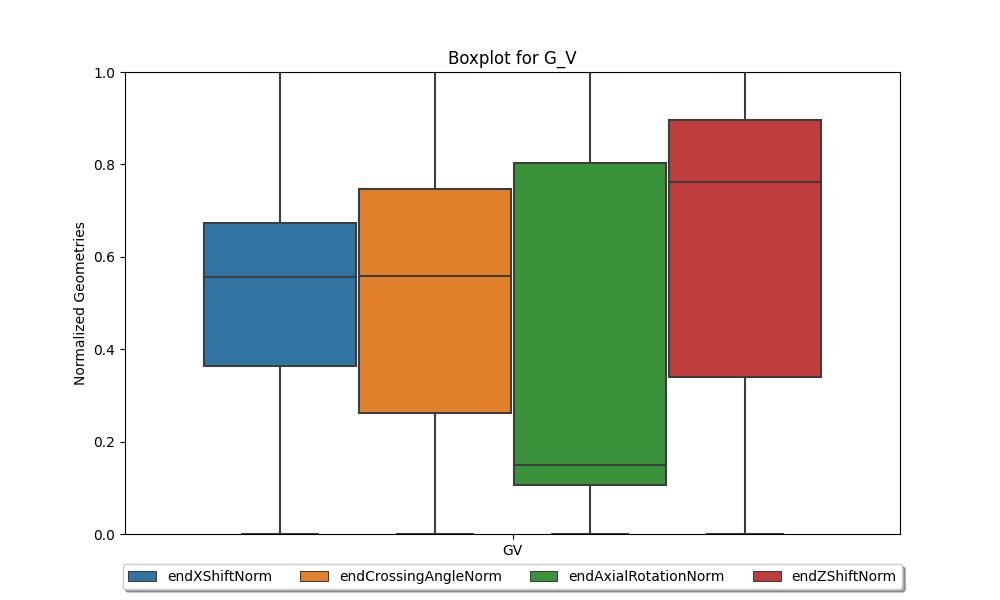 Boxplot for G_V
1.0
0.8
0.6
0.4
0.2
0.0
Normalized Geometries
GV
endXShiftNorm endCrossingAngleNorm endAxialRotationNorm endZShiftNorm